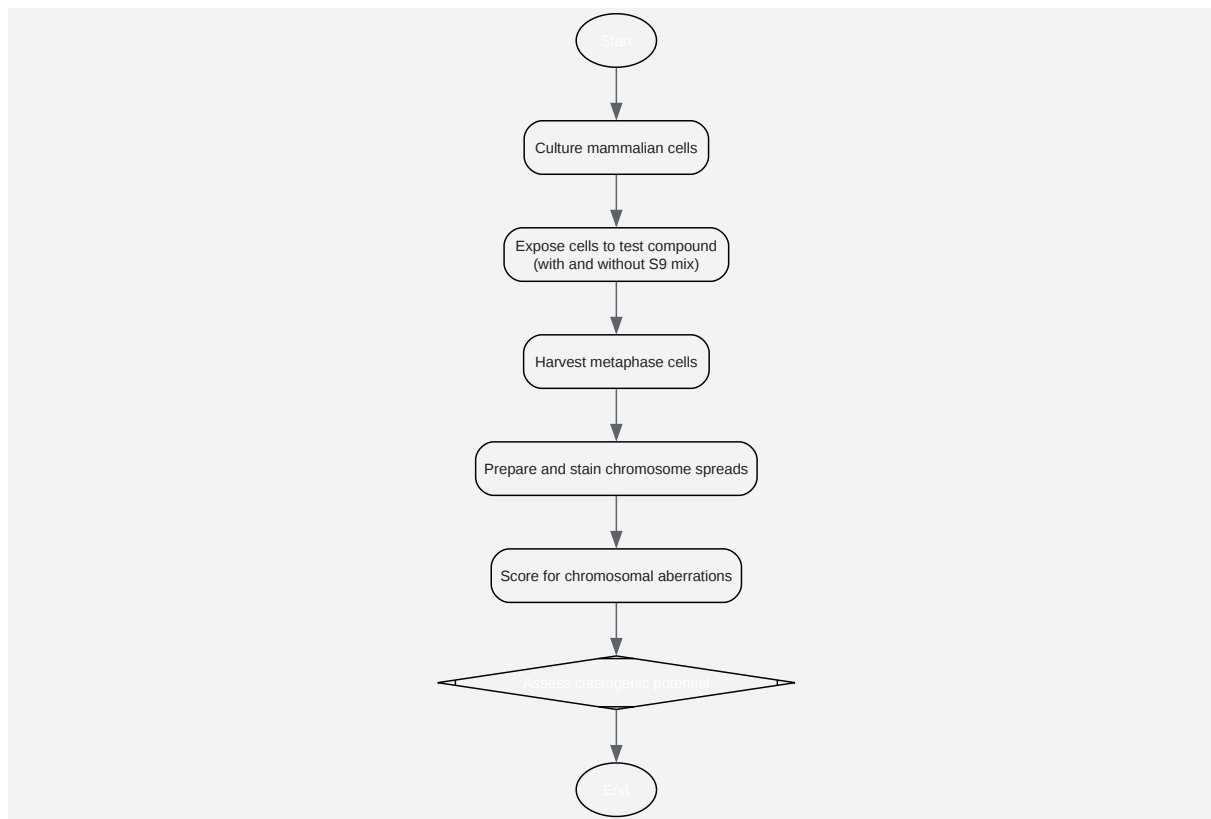 Start
Culture mammalian cells
Expose cells to test compound
(with and without S9 mix)
Harvest metaphase cells
Prepare and stain chromosome spreads
Score for chromosomal aberrations
Assess clastogenic potential
End